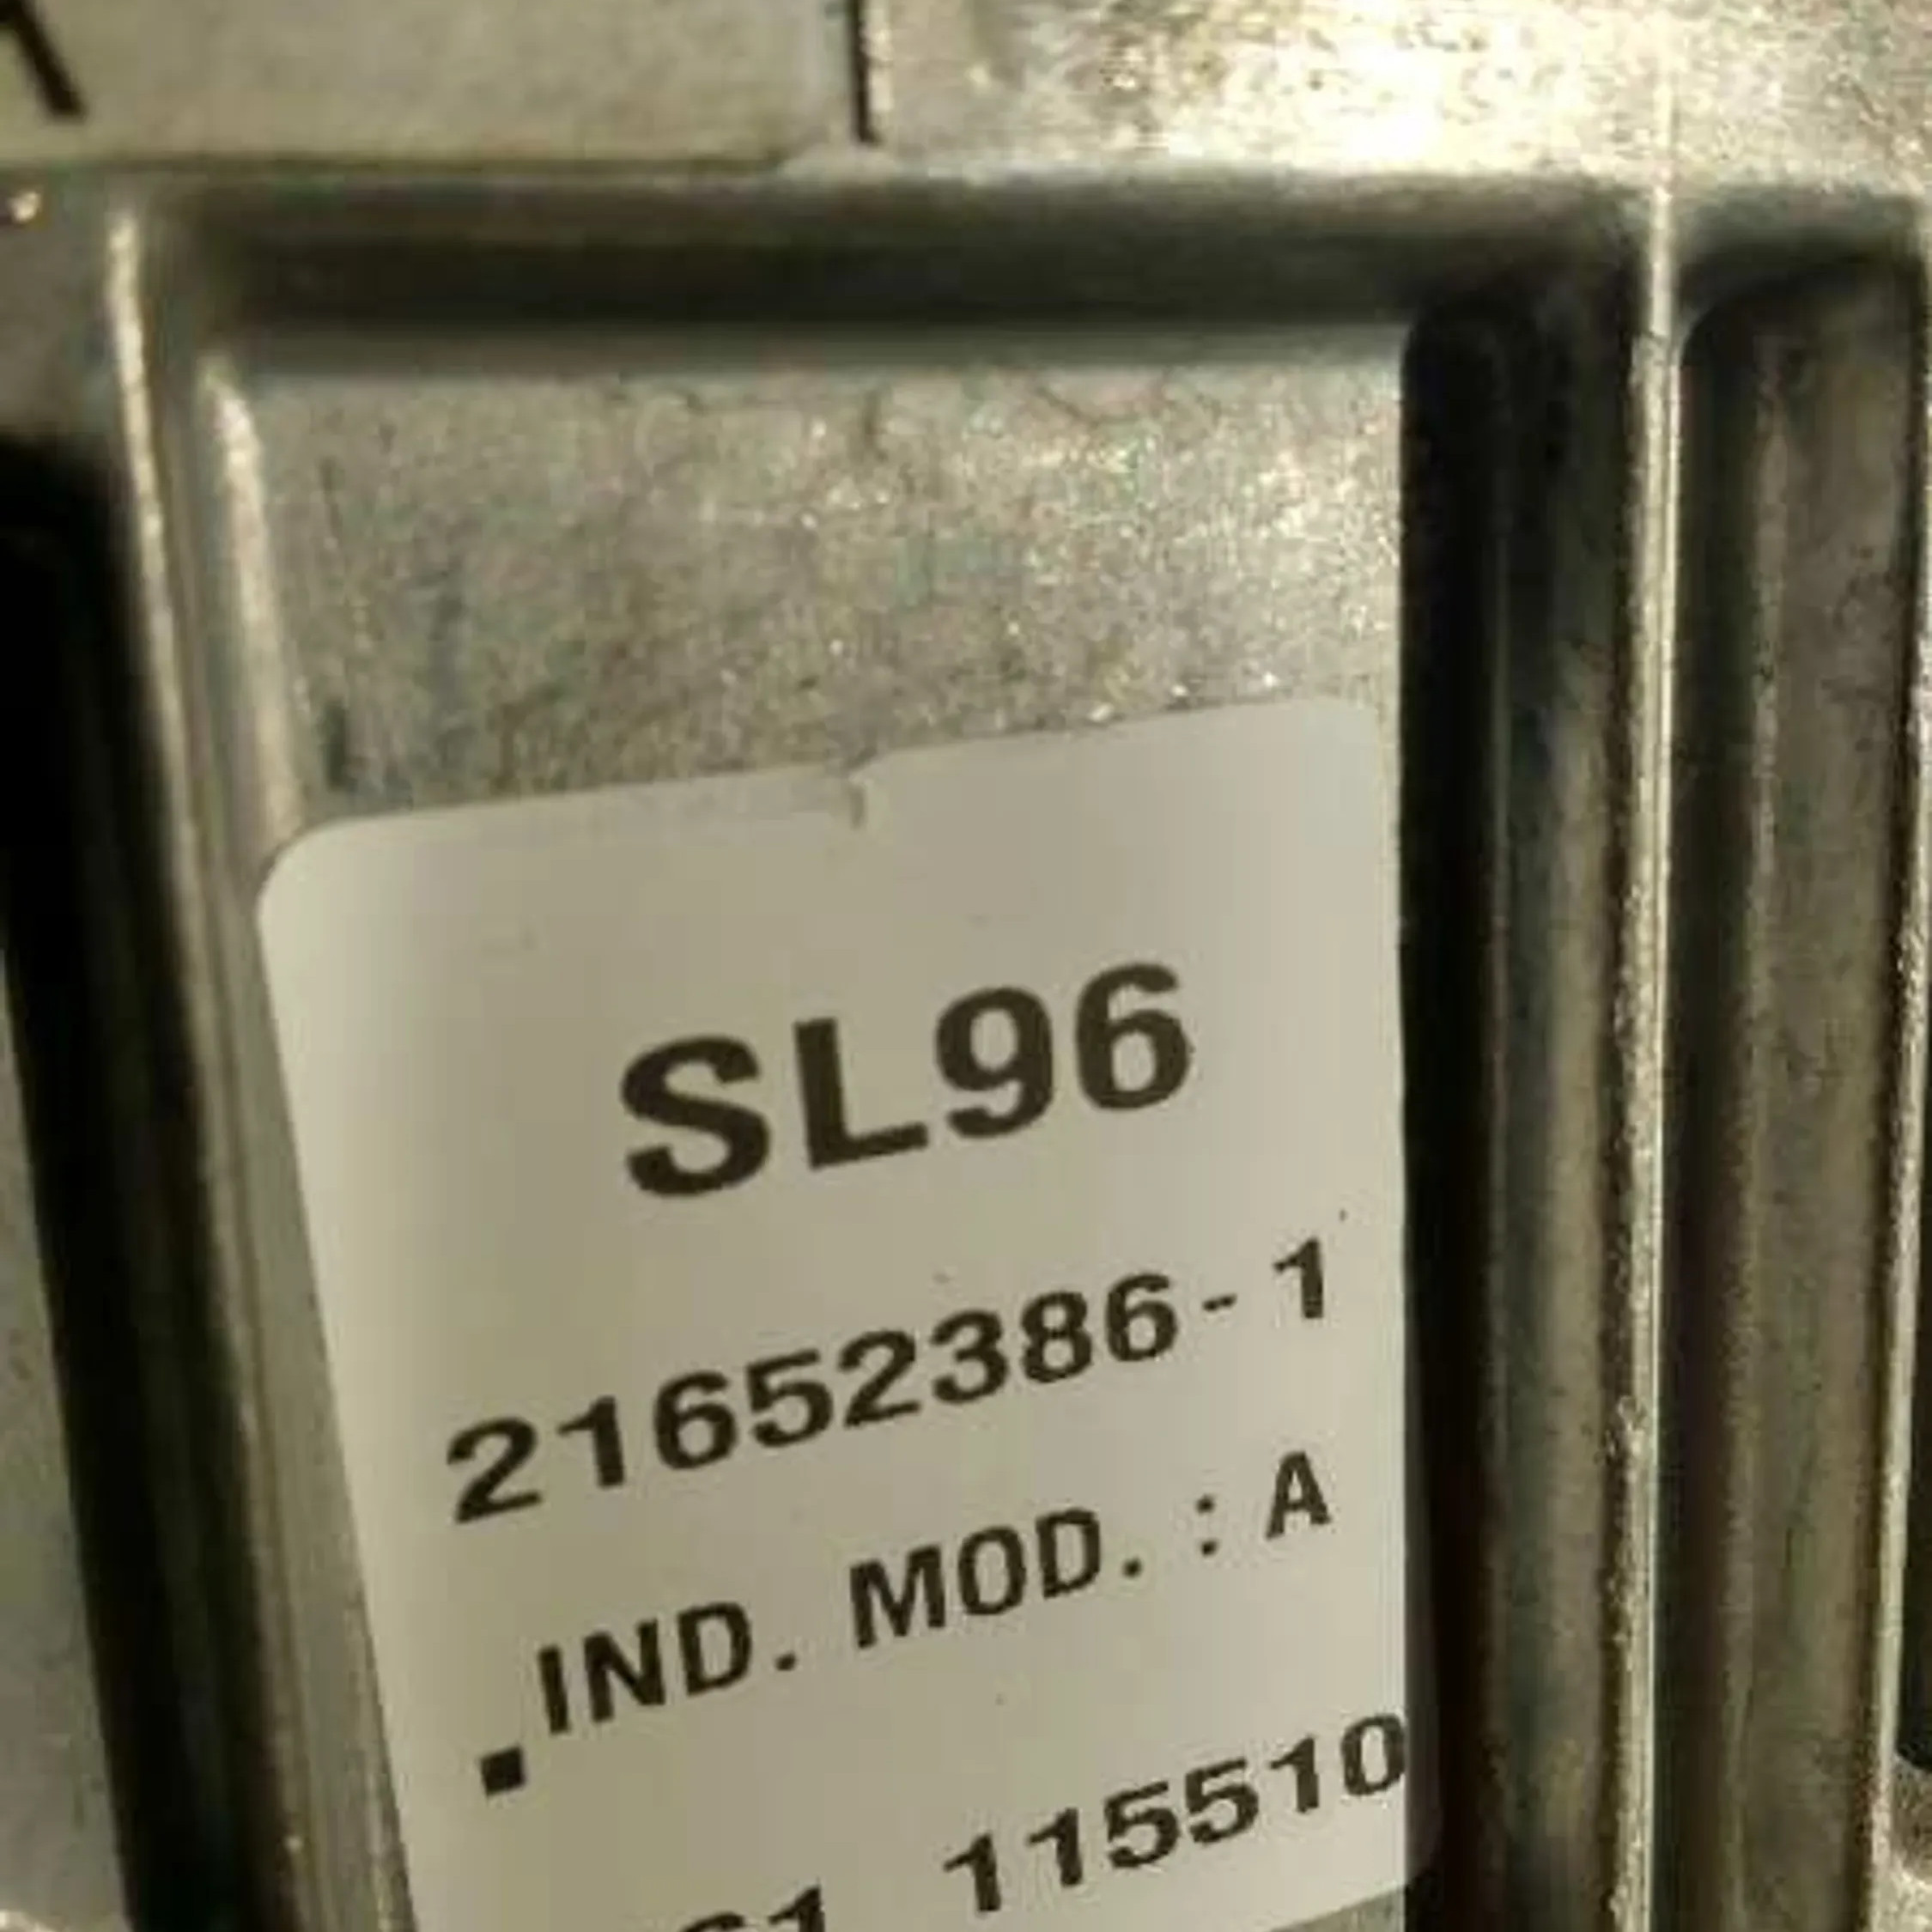 SL96
21652386-1
IND. MOD. : A
115510